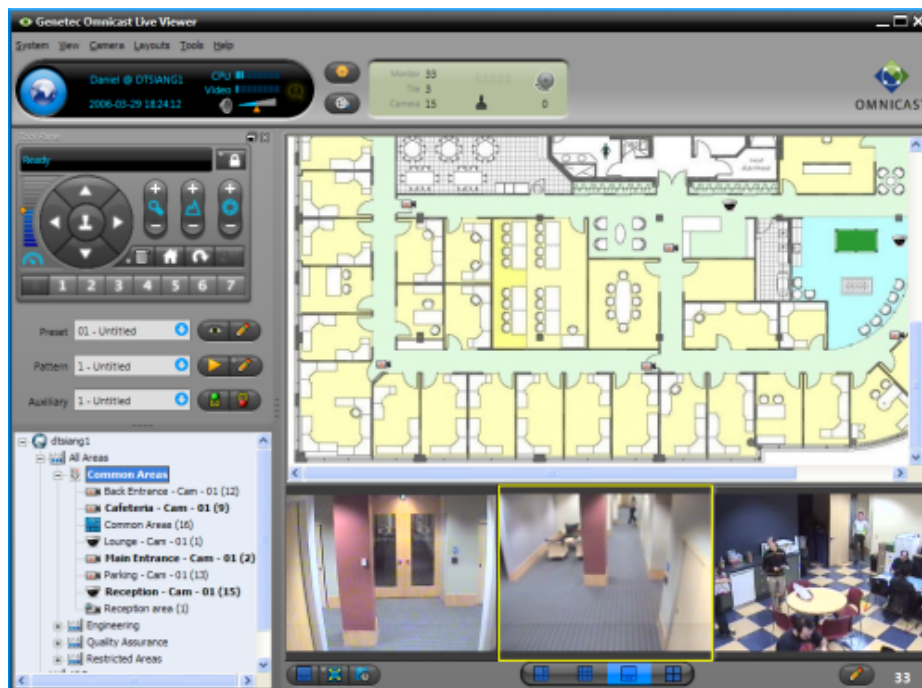 Genetec Omnicast Live Viewer
System View Camera Layouts Tools Help
Daniel @ DTSIANG1
CPU
2006-03-29 18:24:12
Video
Monitor 33
Tile 3
Camera 15
0
OMNICAST
Tool Pane
Ready
1 2 3 4 5 6 7
Preset 01 - Untitled
Pattern 1 - Untitled
Auxiliary 1 - Untitled
dtsiang1
All Areas
Common Areas
Back Entrance - Cam - 01 (12)
Cafeteria - Cam - 01 (9)
Common Areas (16)
Lounge - Cam - 01 (1)
Main Entrance - Cam - 01 (2)
Parking - Cam - 01 (13)
Reception - Cam - 01 (15)
Reception area (1)
Engineering
Quality Assurance
Restricted Areas
33